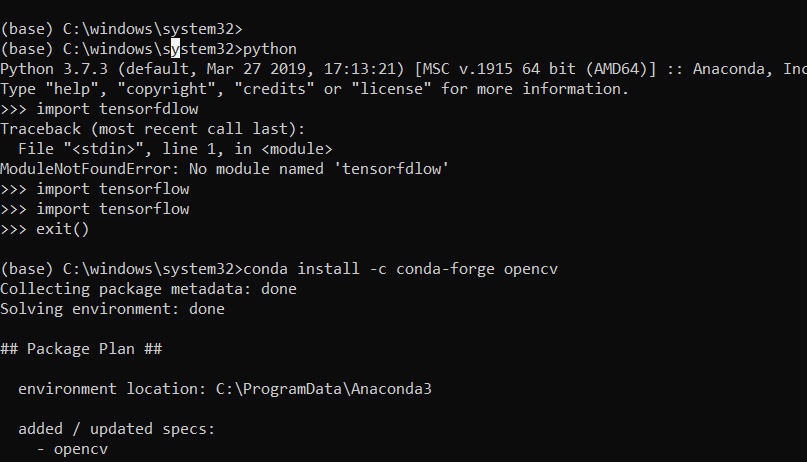 (base) C:\windows\system32>
(base) C:\windows\system32>python
Python 3.7.3 (default, Mar 27 2019, 17:13:21) [MSC v.1915 64 bit (AMD64)] :: Anaconda, Inc
Type "help", "copyright", "credits" or "license" for more information.
>>> import tensorfdlow
Traceback (most recent call last):
  File "<stdin>", line 1, in <module>
ModuleNotFoundError: No module named 'tensorfdlow'
>>> import tensorflow
>>> import tensorflow
>>> exit()
(base) C:\windows\system32>conda install -c conda-forge opencv
Collecting package metadata: done
Solving environment: done
## Package Plan ##
  environment location: C:\ProgramData\Anaconda3
  added / updated specs:
    - opencv